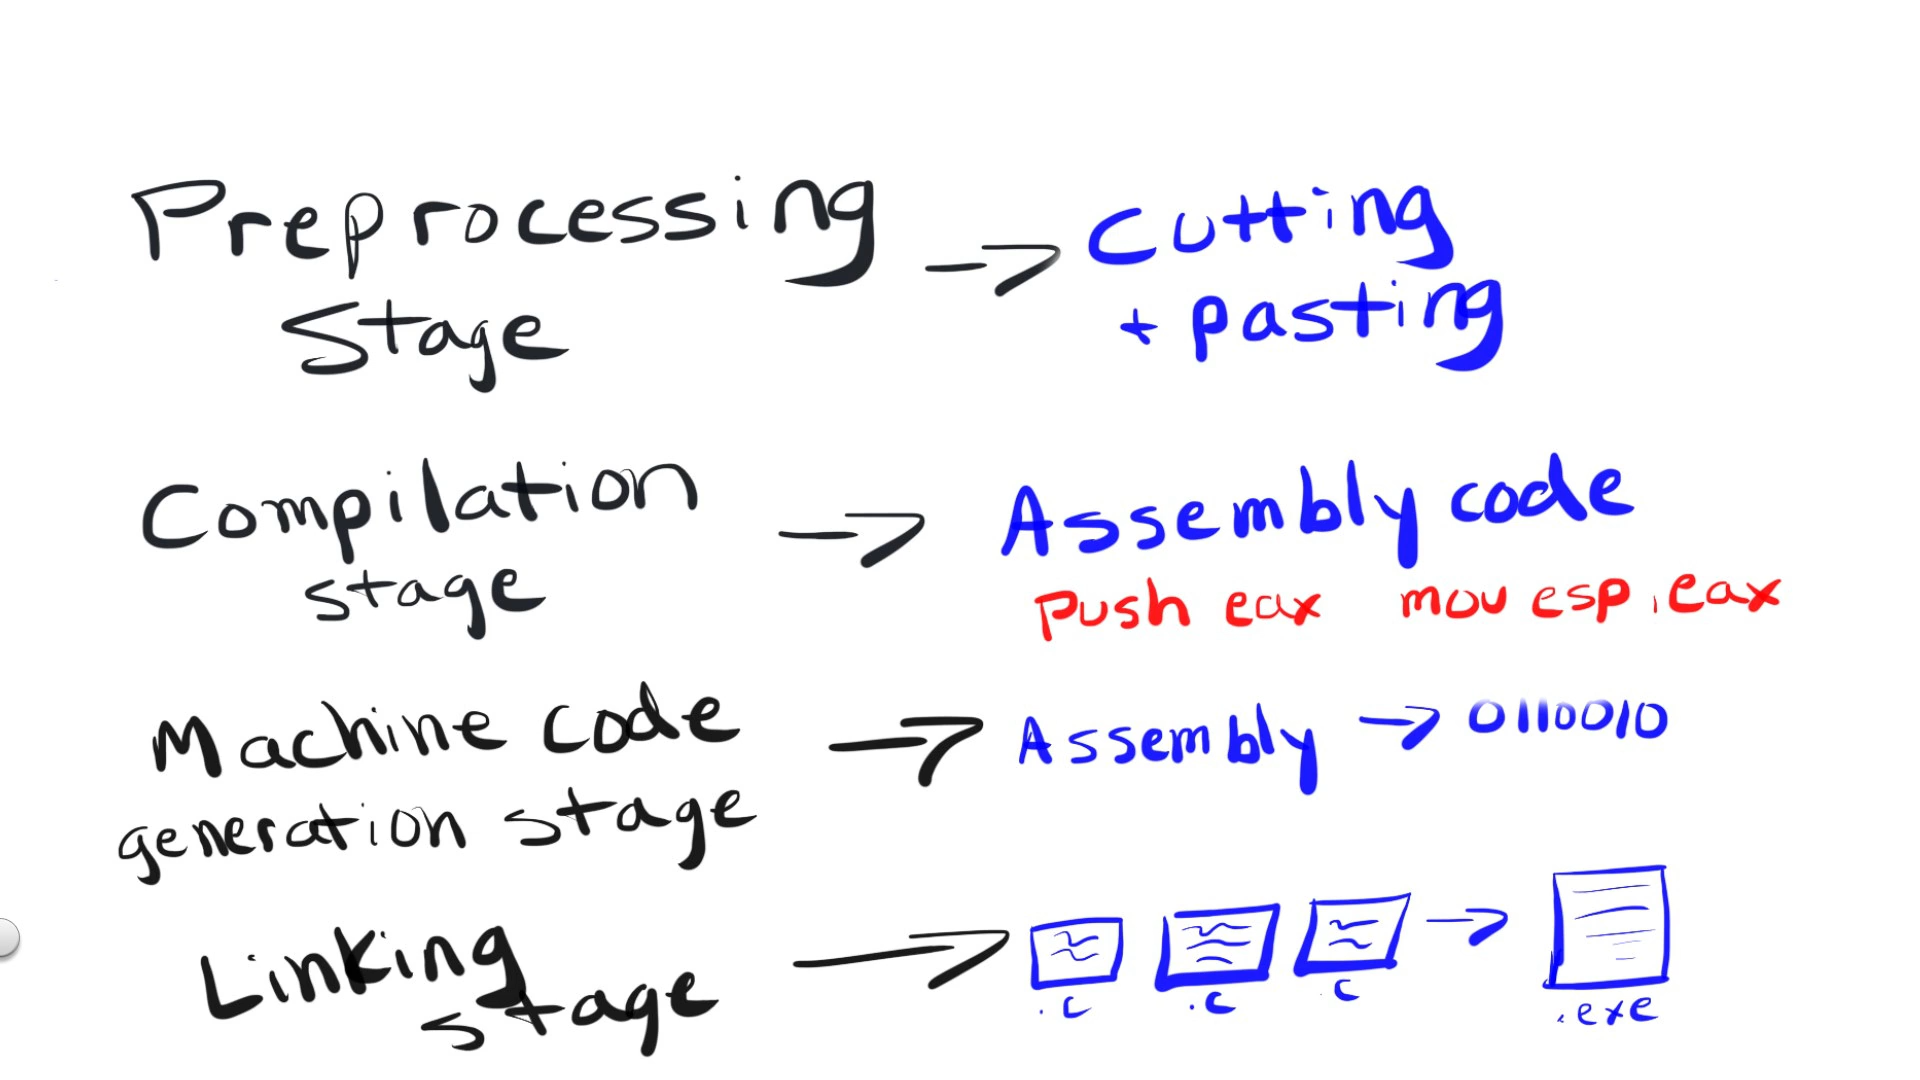 Preprocessing → Cutting
Stage + pasting
Compilation → Assembly code
stage push eax mov esp, eax
Machine code → Assembly → 0110010
generation stage
Linking →
stage .c .c .c → .exe